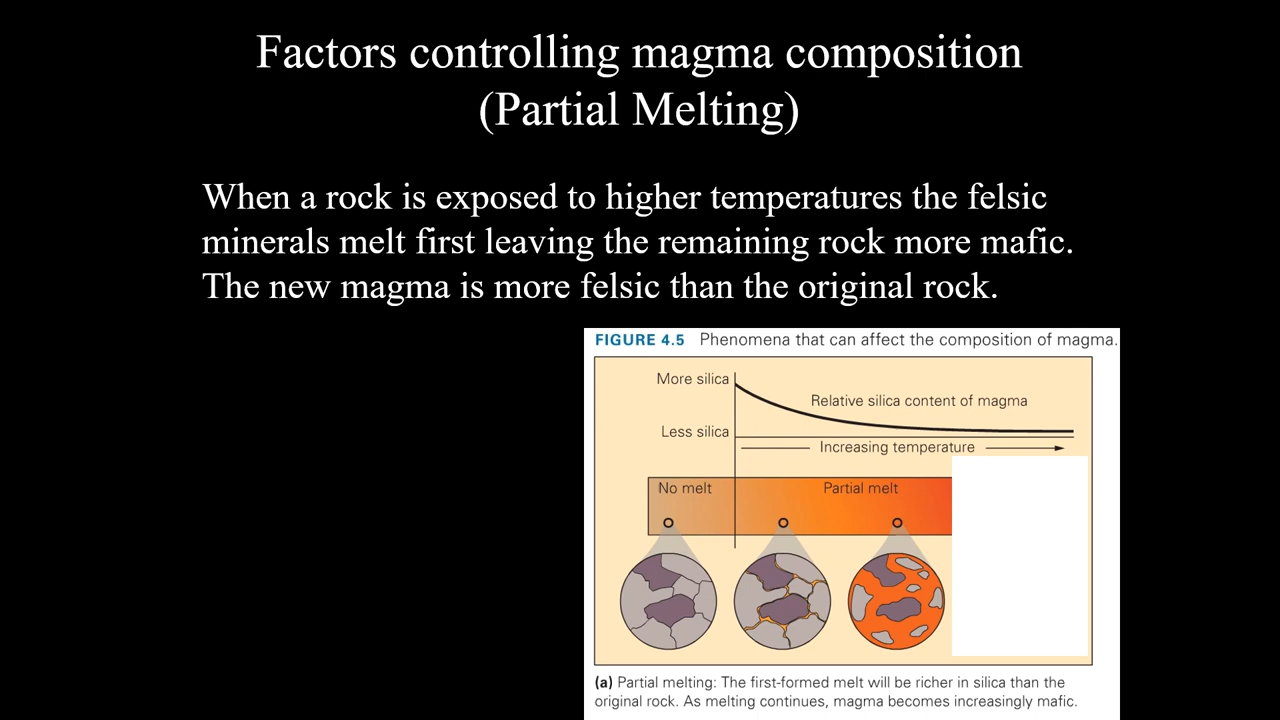 Factors controlling magma composition
(Partial Melting)
When a rock is exposed to higher temperatures the felsic
minerals melt first leaving the remaining rock more mafic.
The new magma is more felsic than the original rock.
FIGURE 4.5 Phenomena that can affect the composition of magma.
More silica
Relative silica content of magma
Less silica
Increasing temperature
No melt
Partial melt
(a) Partial melting: The first-formed melt will be richer in silica than the
original rock. As melting continues, magma becomes increasingly mafic.